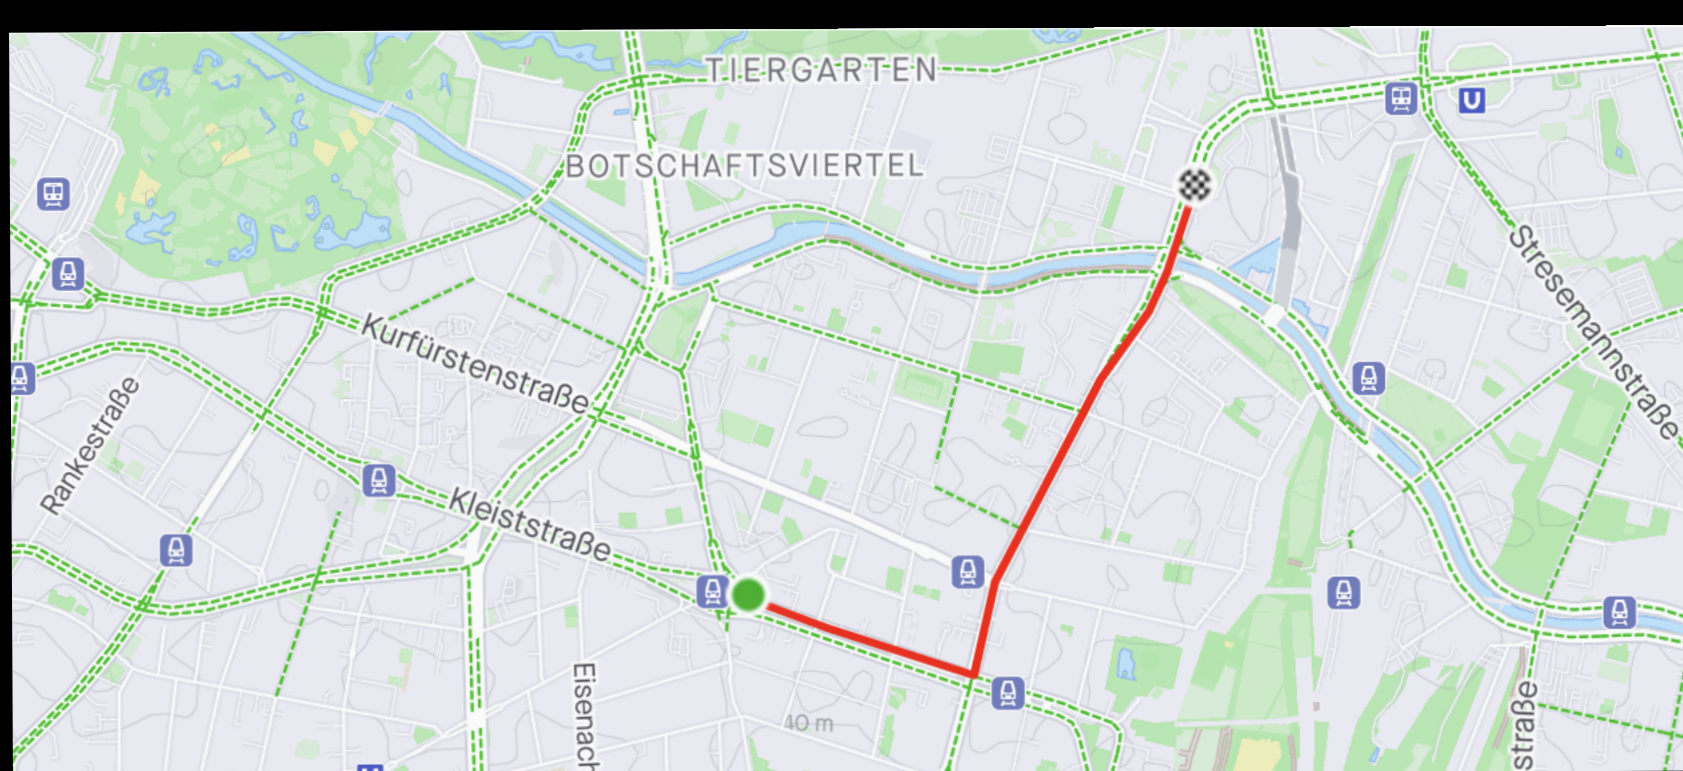 TIERGARTEN
U
BOTSCHAFTSVIERTEL
Stresemannstraße
Kurfürstenstraße
Rankestraße
Kleiststraße
Eisenach
40 m
straße